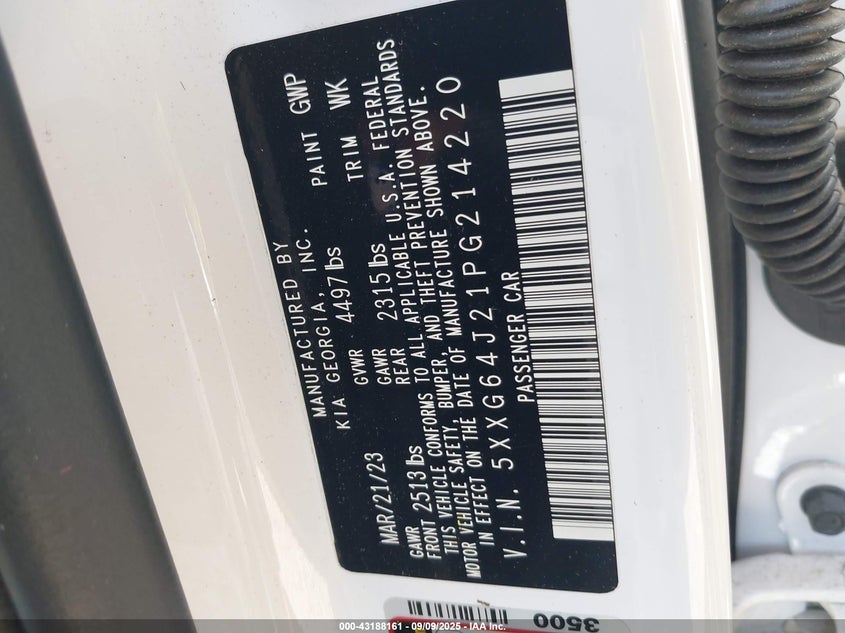 MANUFACTURED BY
KIA GEORGIA, INC.
PAINT GWP
MAR/21/23 GVWR 4497 lbs TRIM WK
GAWR FRONT 2513 lbs GAWR REAR 2315 lbs
THIS VEHICLE CONFORMS TO ALL APPLICABLE U.S.A. FEDERAL
MOTOR VEHICLE SAFETY, BUMPER, AND THEFT PREVENTION STANDARDS
IN EFFECT ON THE DATE OF MANUFACTURE SHOWN ABOVE.
V.I.N. 5XXG64J21PG214220
PASSENGER CAR
3500
000-43188161 - 09/09/2025 - IAA, Inc.